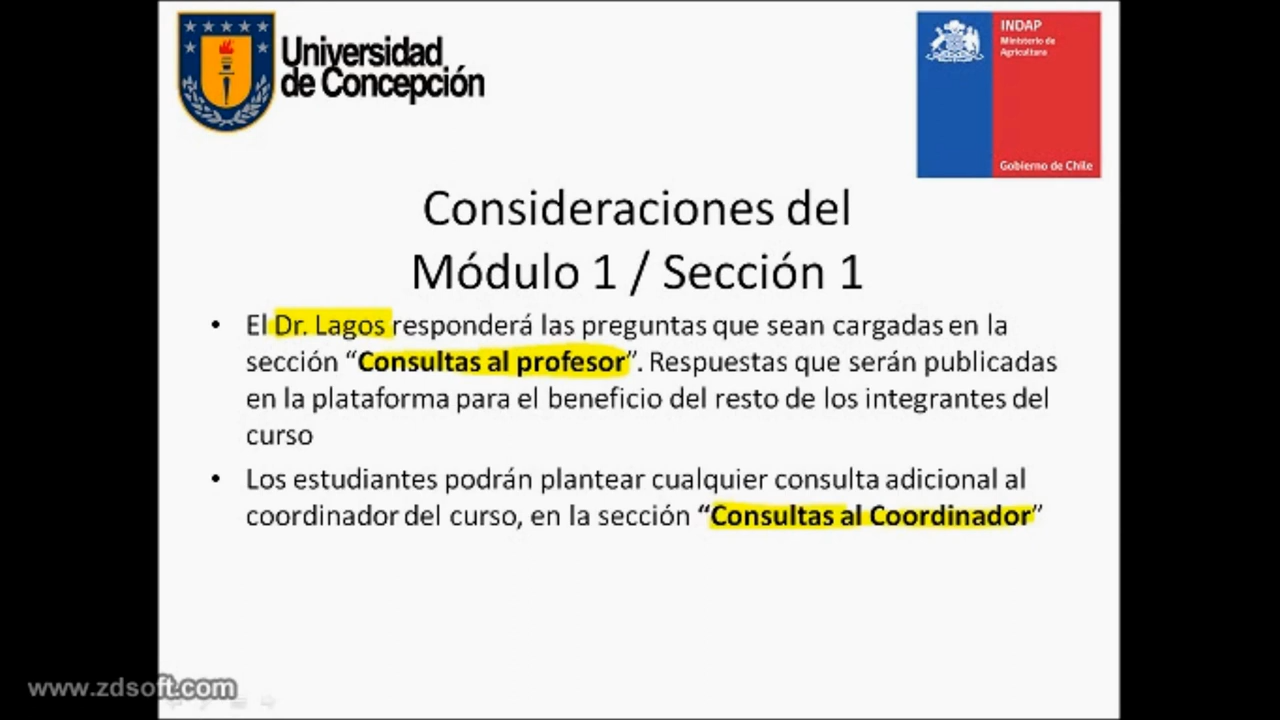 Universidad
de Concepción
INDAP
Ministerio de
Agricultura
Gobierno de Chile
Consideraciones del
Módulo 1 / Sección 1
• El Dr. Lagos responderá las preguntas que sean cargadas en la
sección “Consultas al profesor”. Respuestas que serán publicadas
en la plataforma para el beneficio del resto de los integrantes del
curso
• Los estudiantes podrán plantear cualquier consulta adicional al
coordinador del curso, en la sección “Consultas al Coordinador”
www.zdsoft.com